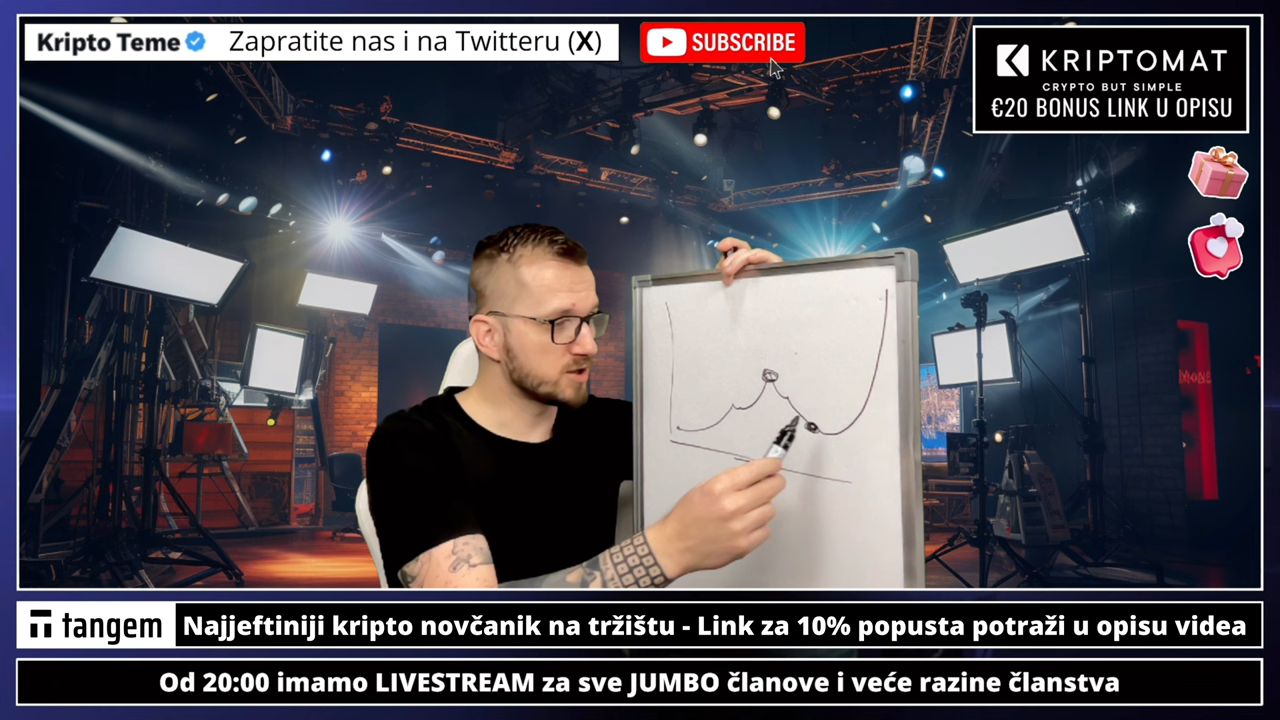 Kripto Teme Zapratite nas i na Twitteru (X)
SUBSCRIBE
KRIPTOMAT
CRYPTO BUT SIMPLE
€20 BONUS LINK U OPISU
tangem Najjeftiniji kripto novčanik na tržištu - Link za 10% popusta potraži u opisu videa
Od 20:00 imamo LIVESTREAM za sve JUMBO članove i veće razine članstva